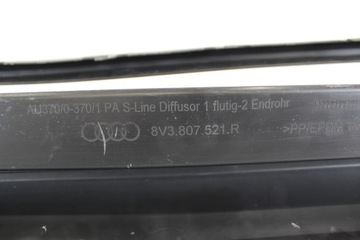 AU370/0-370/1 PA S-Line Diffusor 1 flutig-2 Endrohr
8V3.807.521.R >PP/EPDM